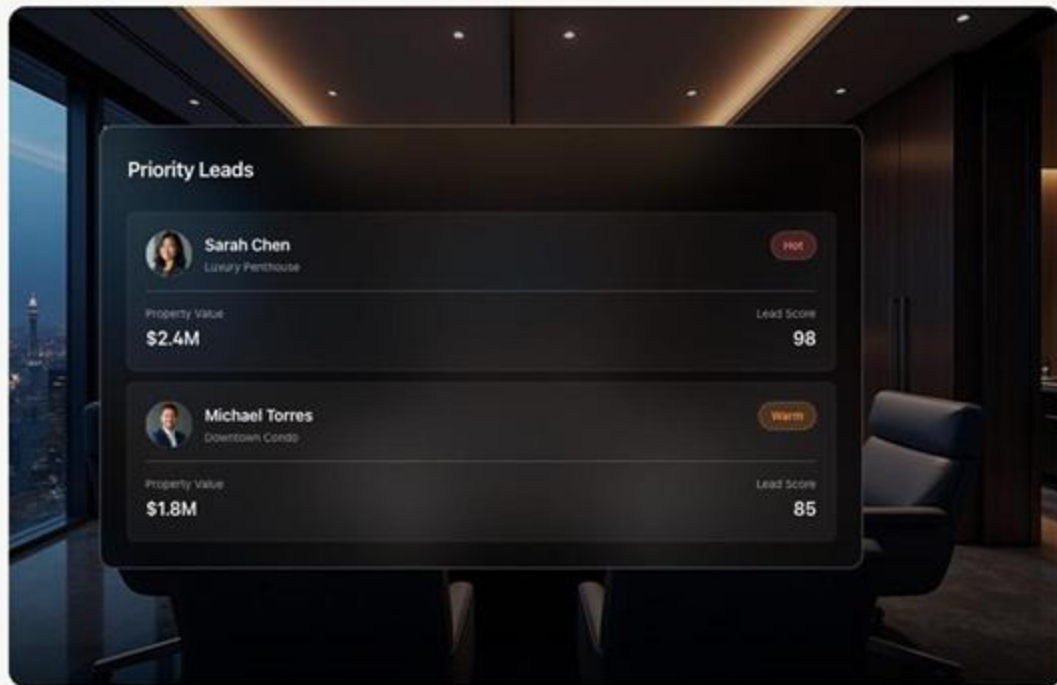 Priority Leads
Sarah Chen
Luxury Penthouse
Hot
Property Value
Lead Score
$2.4M
98
Michael Torres
Downtown Condo
Warm
Property Value
Lead Score
$1.8M
85